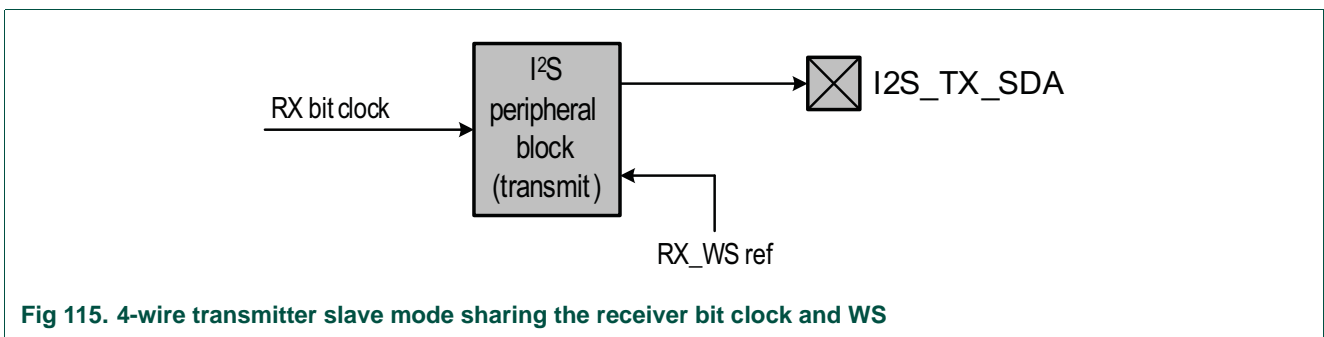 I²S
peripheral
block
(transmit)
RX bit clock
I2S_TX_SDA
RX_WS ref
Fig 115. 4-wire transmitter slave mode sharing the receiver bit clock and WS